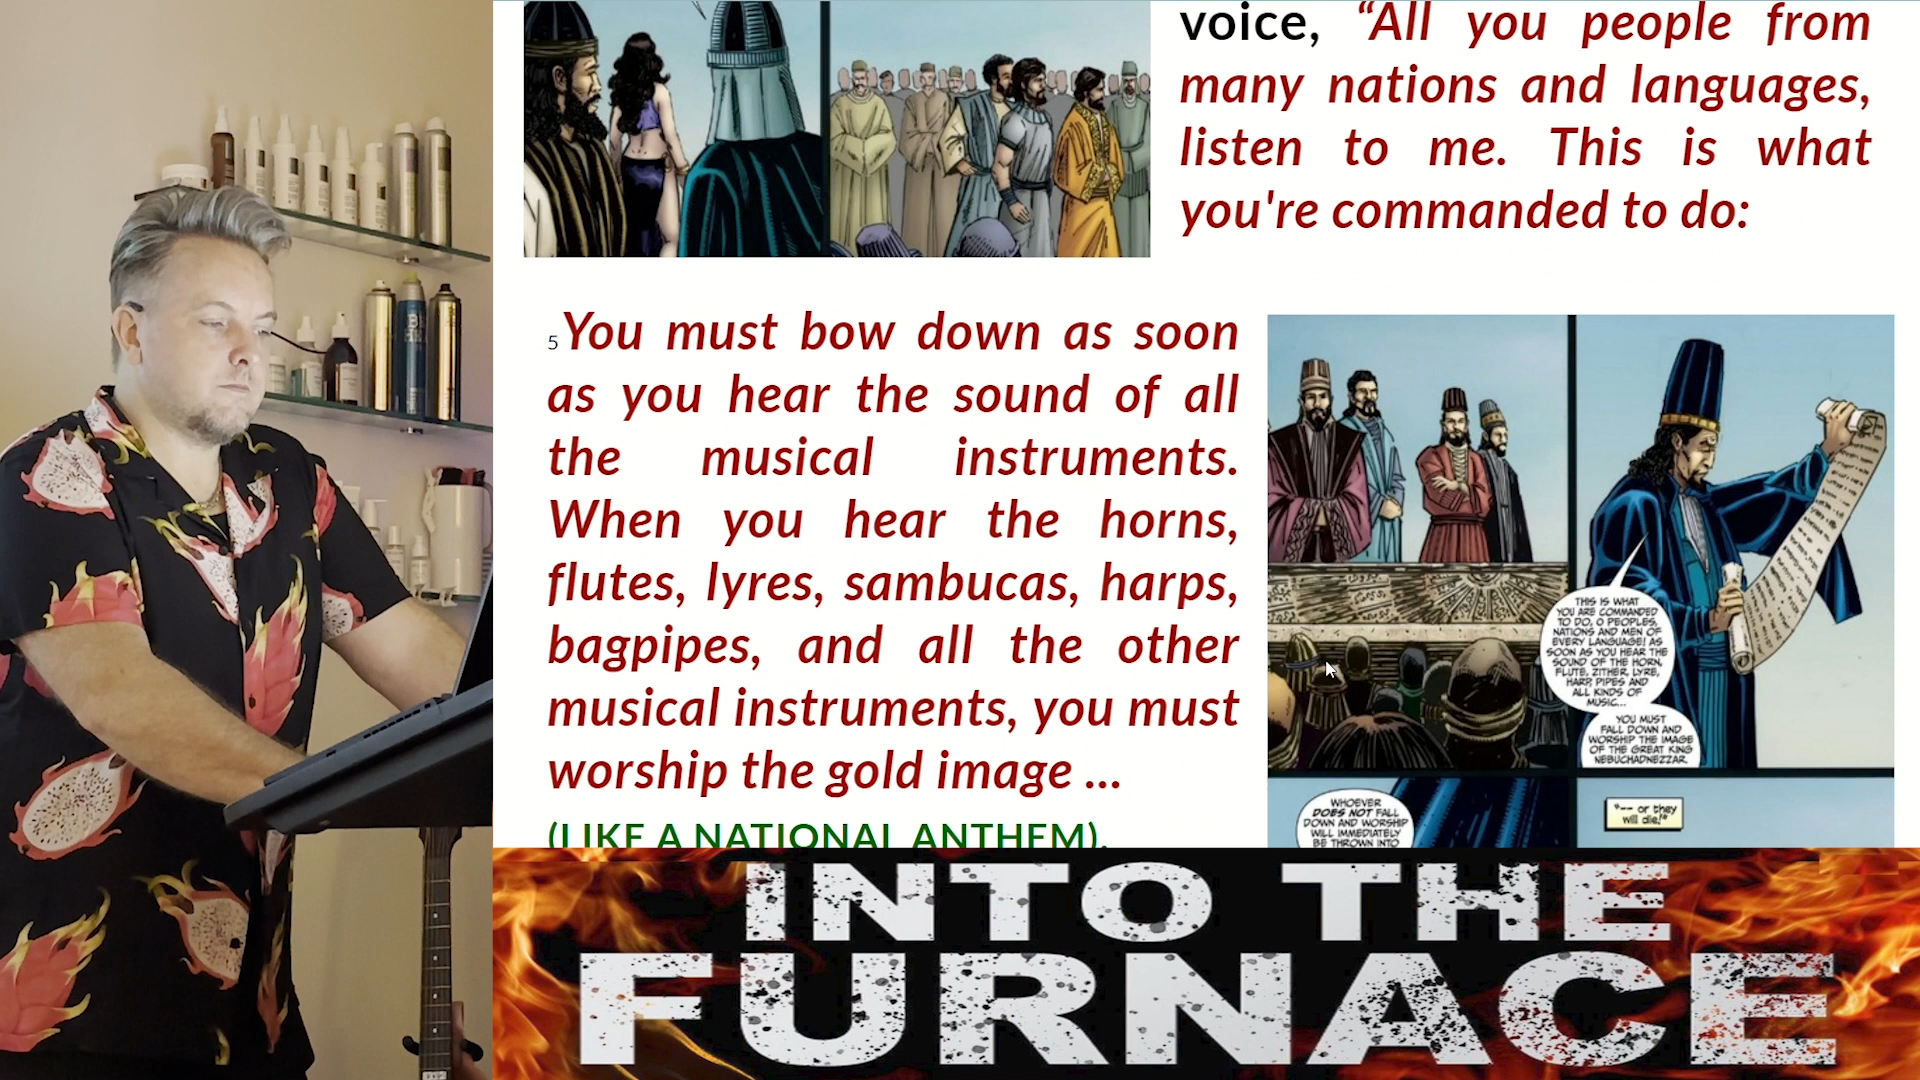 voice, “All you people from
many nations and languages,
listen to me. This is what
you're commanded to do:
5 You must bow down as soon
as you hear the sound of all
the musical instruments.
When you hear the horns,
flutes, lyres, sambucas, harps,
bagpipes, and all the other
musical instruments, you must
worship the gold image ...
(LIKE A NATIONAL ANTHEM).
THIS IS WHAT
YOU ARE COMMANDED
TO DO, O PEOPLES,
NATIONS AND MEN OF
EVERY LANGUAGE! AS
SOON AS YOU HEAR THE
SOUND OF THE HORN,
FLUTE, ZITHER, LYRE,
HARP, PIPES AND
ALL KINDS OF
MUSIC...
YOU MUST
FALL DOWN AND
WORSHIP THE IMAGE
OF THE GREAT KING
NEBUCHADNEZZAR.
WHOEVER
DOES NOT FALL
DOWN AND WORSHIP
WILL IMMEDIATELY
BE THROWN INTO
"-- or they
will die!"
INTO THE
FURNACE